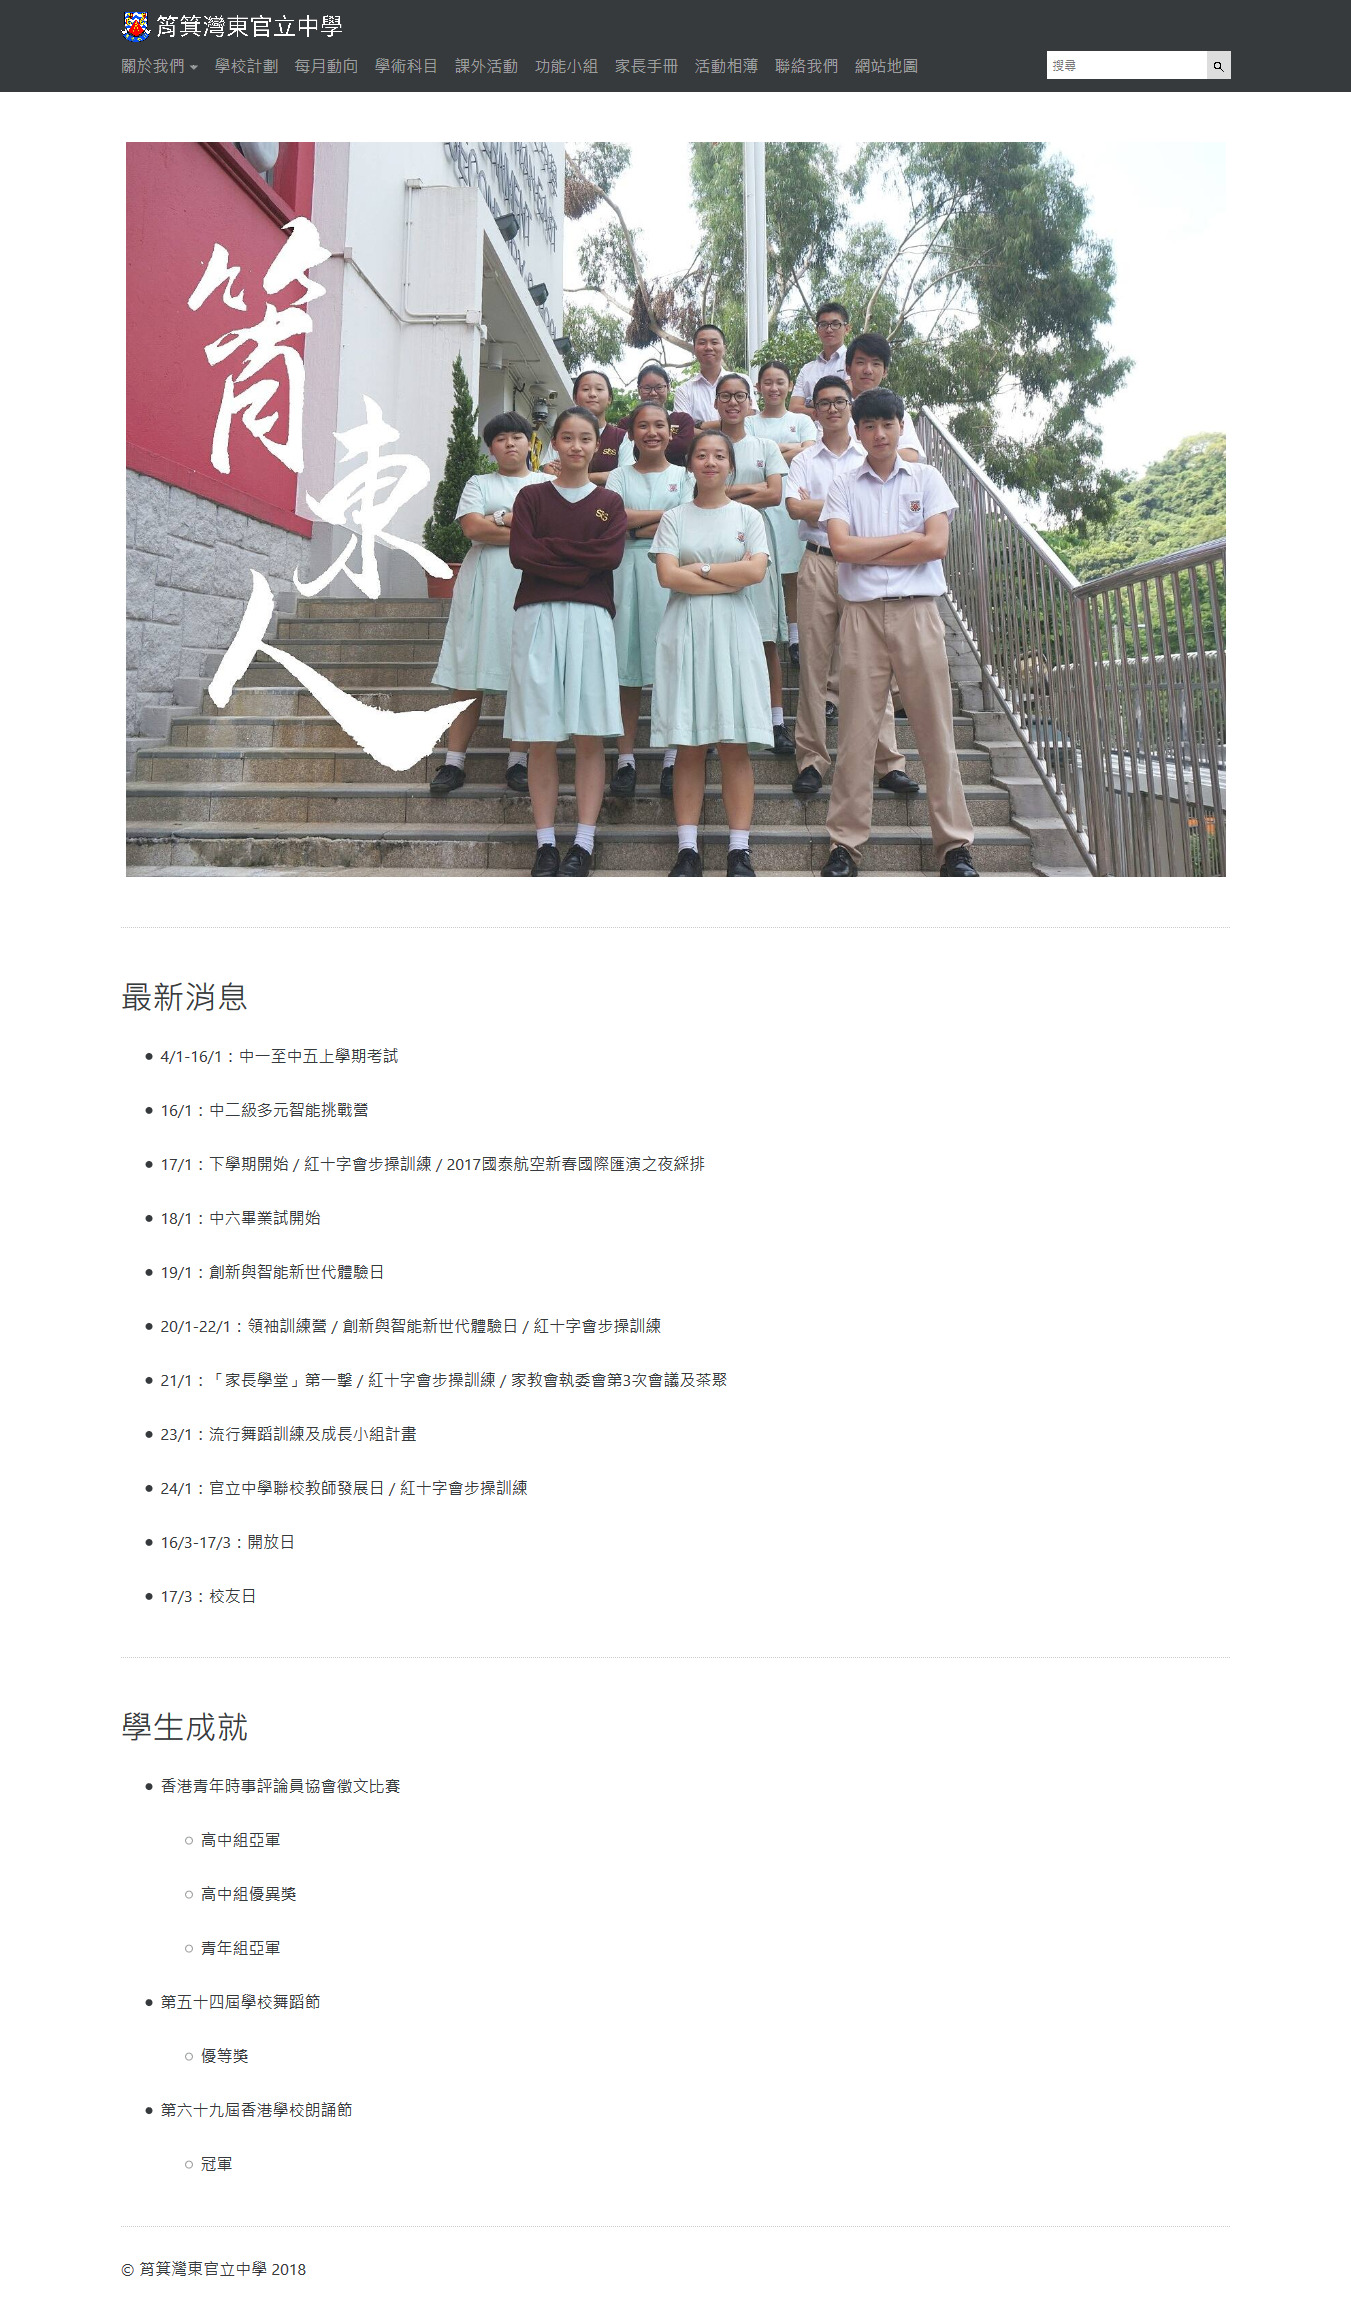 筲箕灣東官立中學
關於我們 學校計劃 每月動向 學術科目 課外活動 功能小組 家長手冊 活動相薄 聯絡我們 網站地圖 搜尋
筲東人
SGS
最新消息
4/1-16/1：中一至中五上學期考試
16/1：中二級多元智能挑戰營
17/1：下學期開始 / 紅十字會步操訓練 / 2017國泰航空新春國際匯演之夜綵排
18/1：中六畢業試開始
19/1：創新與智能新世代體驗日
20/1-22/1：領袖訓練營 / 創新與智能新世代體驗日 / 紅十字會步操訓練
21/1：「家長學堂」第一擊 / 紅十字會步操訓練 / 家教會執委會第3次會議及茶聚
23/1：流行舞蹈訓練及成長小組計畫
24/1：官立中學聯校教師發展日 / 紅十字會步操訓練
16/3-17/3：開放日
17/3：校友日
學生成就
香港青年時事評論員協會徵文比賽
高中組亞軍
高中組優異獎
青年組亞軍
第五十四屆學校舞蹈節
優等獎
第六十九屆香港學校朗誦節
冠軍
© 筲箕灣東官立中學 2018